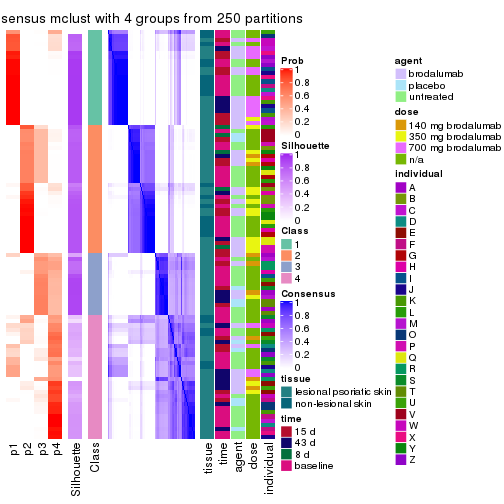 sensus mclust with 4 groups from 250 partitions
Prob
1
0.8
0.6
0.4
0.2
0
Silhouette
1
0.8
0.6
0.4
0.2
0
Class
1
2
3
4
Consensus
1
0.8
0.6
0.4
0.2
0
tissue
lesional psoriatic skin
non-lesional skin
time
15 d
43 d
8 d
baseline
agent
brodalumab
placebo
untreated
dose
140 mg brodalumab
350 mg brodalumab
700 mg brodalumab
n/a
individual
A
B
C
D
E
F
G
H
I
J
K
L
M
O
P
Q
R
S
T
U
V
W
X
Y
Z
p1
p2
p3
p4
Silhouette
Class
tissue
time
agent
dose
individual